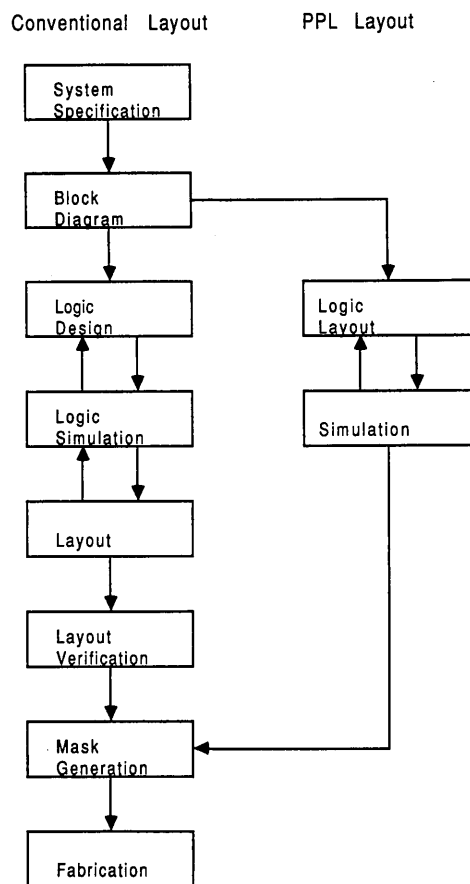 Conventional Layout
PPL Layout
System
Specification
Block
Diagram
Logic
Design
Logic
Layout
Logic
Simulation
Simulation
Layout
Layout
Verification
Mask
Generation
Fabrication